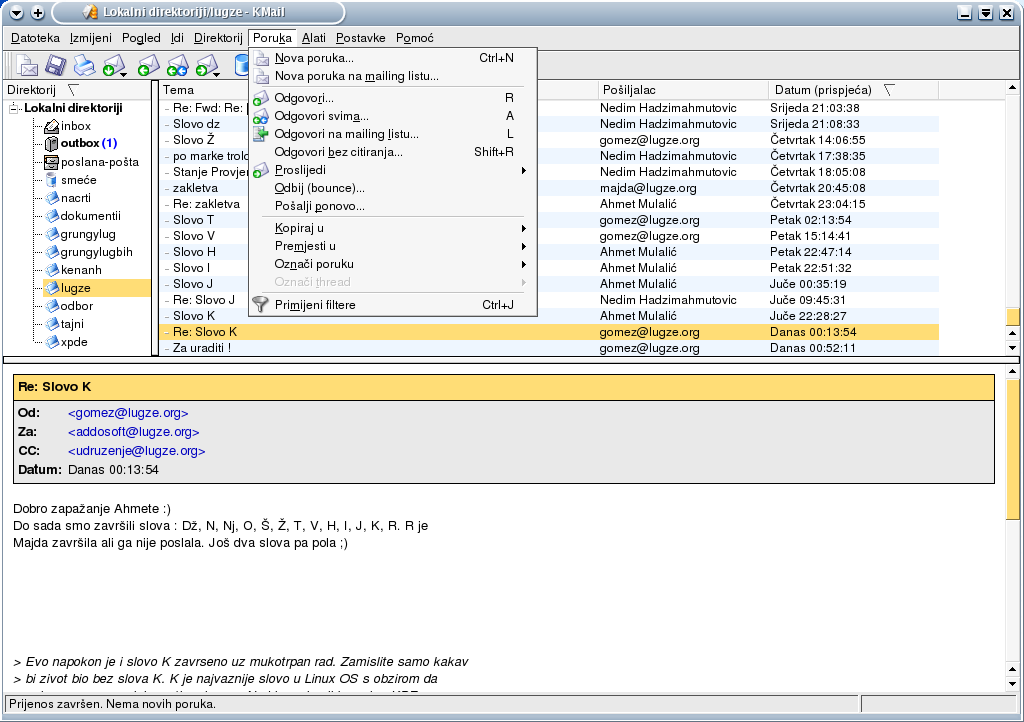 Lokalni direktoriji/lugze - KMail
Datoteka Izmijeni Pogled Idi Direktorij Poruka Alati Postavke Pomoć
Nova poruka... Ctrl+N
Nova poruka na mailing listu...
Odgovori... R
Odgovori svima... A
Odgovori na mailing listu... L
Odgovori bez citiranja... Shift+R
Proslijedi
Odbij (bounce)...
Pošalji ponovo...
Kopiraj u
Premjesti u
Označi poruku
Označi thread
Primijeni filtere Ctrl+J
Direktorij
Lokalni direktoriji
inbox
outbox (1)
poslana-pošta
smeće
nacrti
dokumentii
grungylug
grungylugbih
kenanh
lugze
odbor
tajni
xpde
Tema Pošiljalac Datum (prispjeća)
Re: Fwd: Re: Nedim Hadzimahmutovic Srijeda 21:03:38
Slovo dz Nedim Hadzimahmutovic Srijeda 21:08:33
Slovo Ž gomez@lugze.org Četvrtak 14:06:55
po marke Nedim Hadzimahmutovic Četvrtak 17:38:35
Stanje Nedim Hadzimahmutovic Četvrtak 18:05:08
zakletva majda@lugze.org Četvrtak 20:45:08
Re: zakletva Ahmet Mulalić Četvrtak 23:04:15
Slovo T gomez@lugze.org Petak 02:13:54
Slovo V gomez@lugze.org Petak 15:14:41
Slovo H Ahmet Mulalić Petak 22:47:14
Slovo I Ahmet Mulalić Petak 22:51:32
Slovo J Ahmet Mulalić Juče 00:35:19
Re: Slovo J Nedim Hadzimahmutovic Juče 09:45:31
Slovo K Ahmet Mulalić Juče 22:28:27
Re: Slovo K gomez@lugze.org Danas 00:13:54
Za uraditi ! gomez@lugze.org Danas 00:52:11
Re: Slovo K
Od: <gomez@lugze.org>
Za: <addosoft@lugze.org>
CC: <udruzenje@lugze.org>
Datum: Danas 00:13:54
Dobro zapažanje Ahmete :)
Do sada smo završili slova : Dž, N, Nj, O, Š, Ž, T, V, H, I, J, K, R. R je
Majda završila ali ga nije poslala. Još dva slova pa pola ;)
> Evo napokon je i slovo K zavrseno uz mukotrpan rad. Zamislite samo kakav
> bi zivot bio bez slova K. K je najvaznije slovo u Linux OS s obzirom da
Prijenos završen. Nema novih poruka.